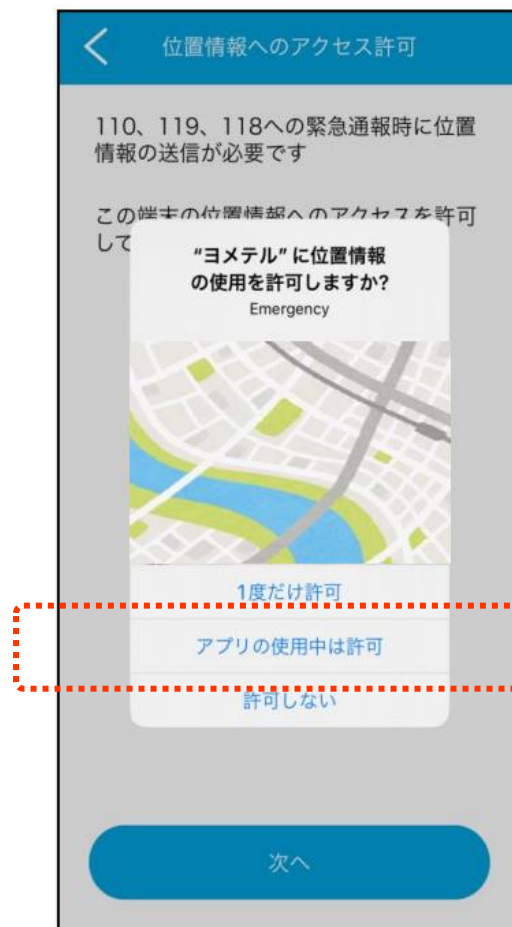 位置情報へのアクセス許可
110、119、118への緊急通報時に位置
情報の送信が必要です
この端末の位置情報へのアクセスを許可
して
“ヨメテル”に位置情報
の使用を許可しますか?
Emergency
1度だけ許可
アプリの使用中は許可
許可しない
次へ